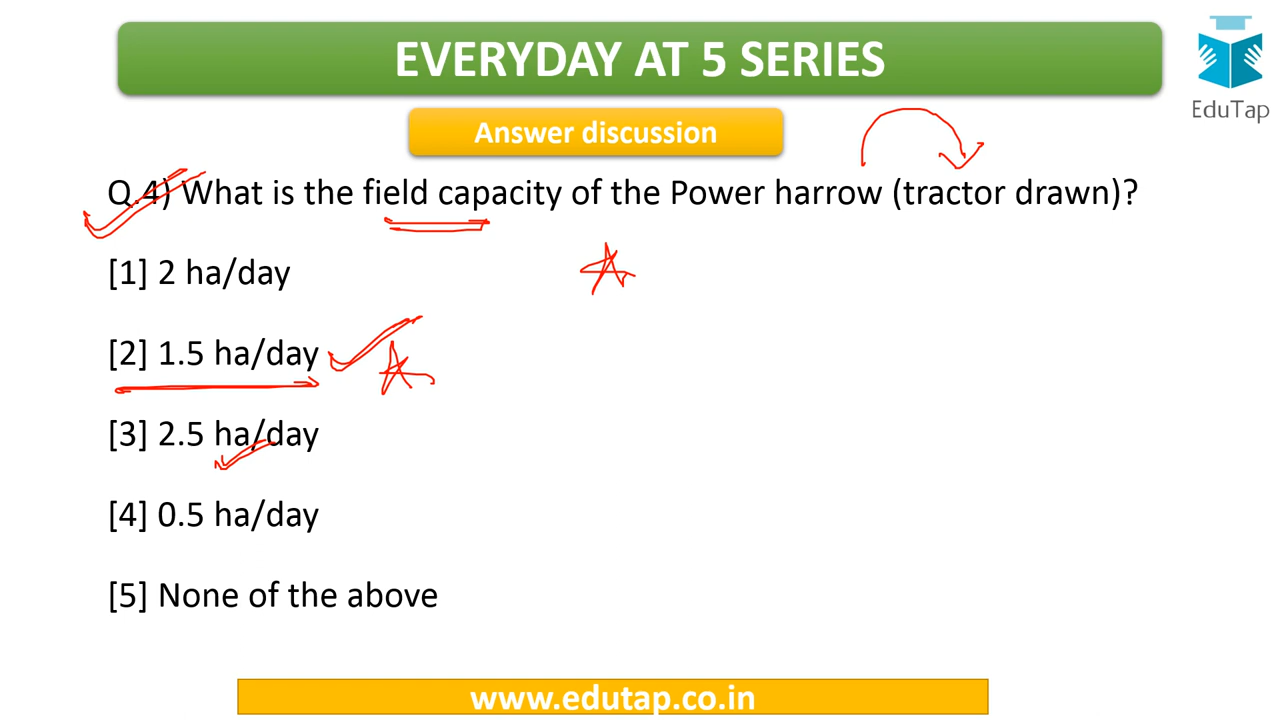 EVERYDAY AT 5 SERIES
EduTap
Answer discussion
Q.4) What is the field capacity of the Power harrow (tractor drawn)?
[1] 2 ha/day
[2] 1.5 ha/day
[3] 2.5 ha/day
[4] 0.5 ha/day
[5] None of the above
www.edutap.co.in